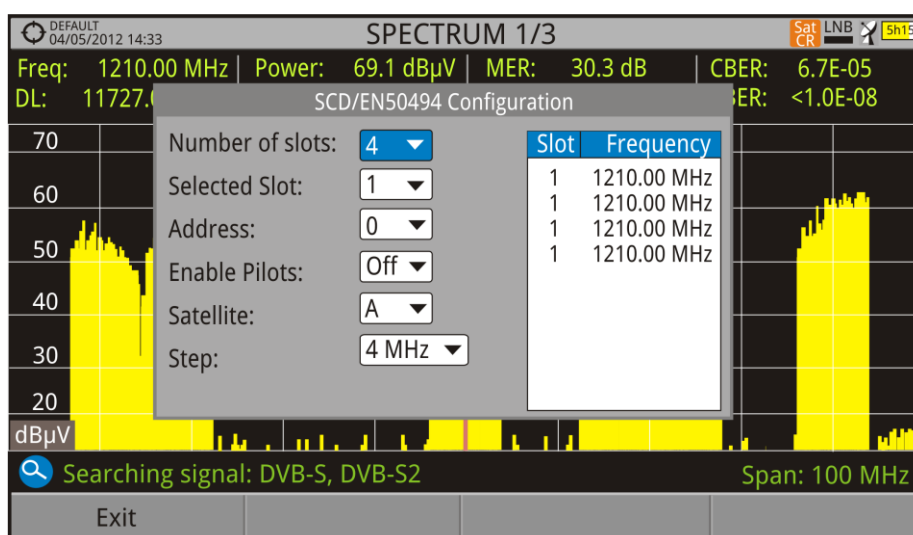 DEFAULT
04/05/2012 14:33
SPECTRUM 1/3
Sat
CR
LNB
5h15
Freq: 1210.00 MHz Power: 69.1 dBµV MER: 30.3 dB CBER: 6.7E-05
DL: 11727.0 BER: <1.0E-08
SCD/EN50494 Configuration
Number of slots: 4
Selected Slot: 1
Address: 0
Enable Pilots: Off
Satellite: A
Step: 4 MHz
Slot Frequency
1 1210.00 MHz
1 1210.00 MHz
1 1210.00 MHz
1 1210.00 MHz
70
60
50
40
30
20
dBµV
Searching signal: DVB-S, DVB-S2
Span: 100 MHz
Exit